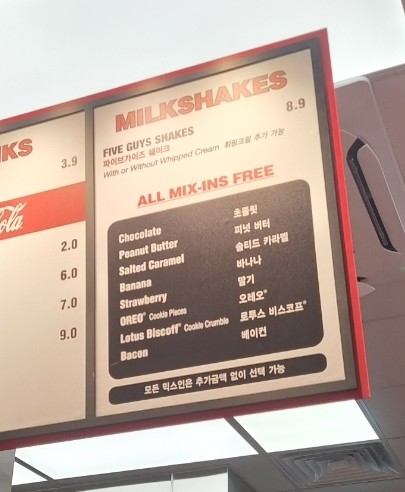 NKS
3.9
Cola
2.0
6.0
7.0
9.0
MILKSHAKES
8.9
FIVE GUYS SHAKES
파이브가이즈 쉐이크
With or Without Whipped Cream 휘핑크림 추가 가능
ALL MIX-INS FREE
Chocolate 초콜릿
Peanut Butter 피넛 버터
Salted Caramel 솔티드 카라멜
Banana 바나나
Strawberry 딸기
OREO® Cookie Pieces 오레오®
Lotus Biscoff® Cookie Crumble 로투스 비스코프®
Bacon 베이컨
모든 믹스인은 추가금액 없이 선택 가능